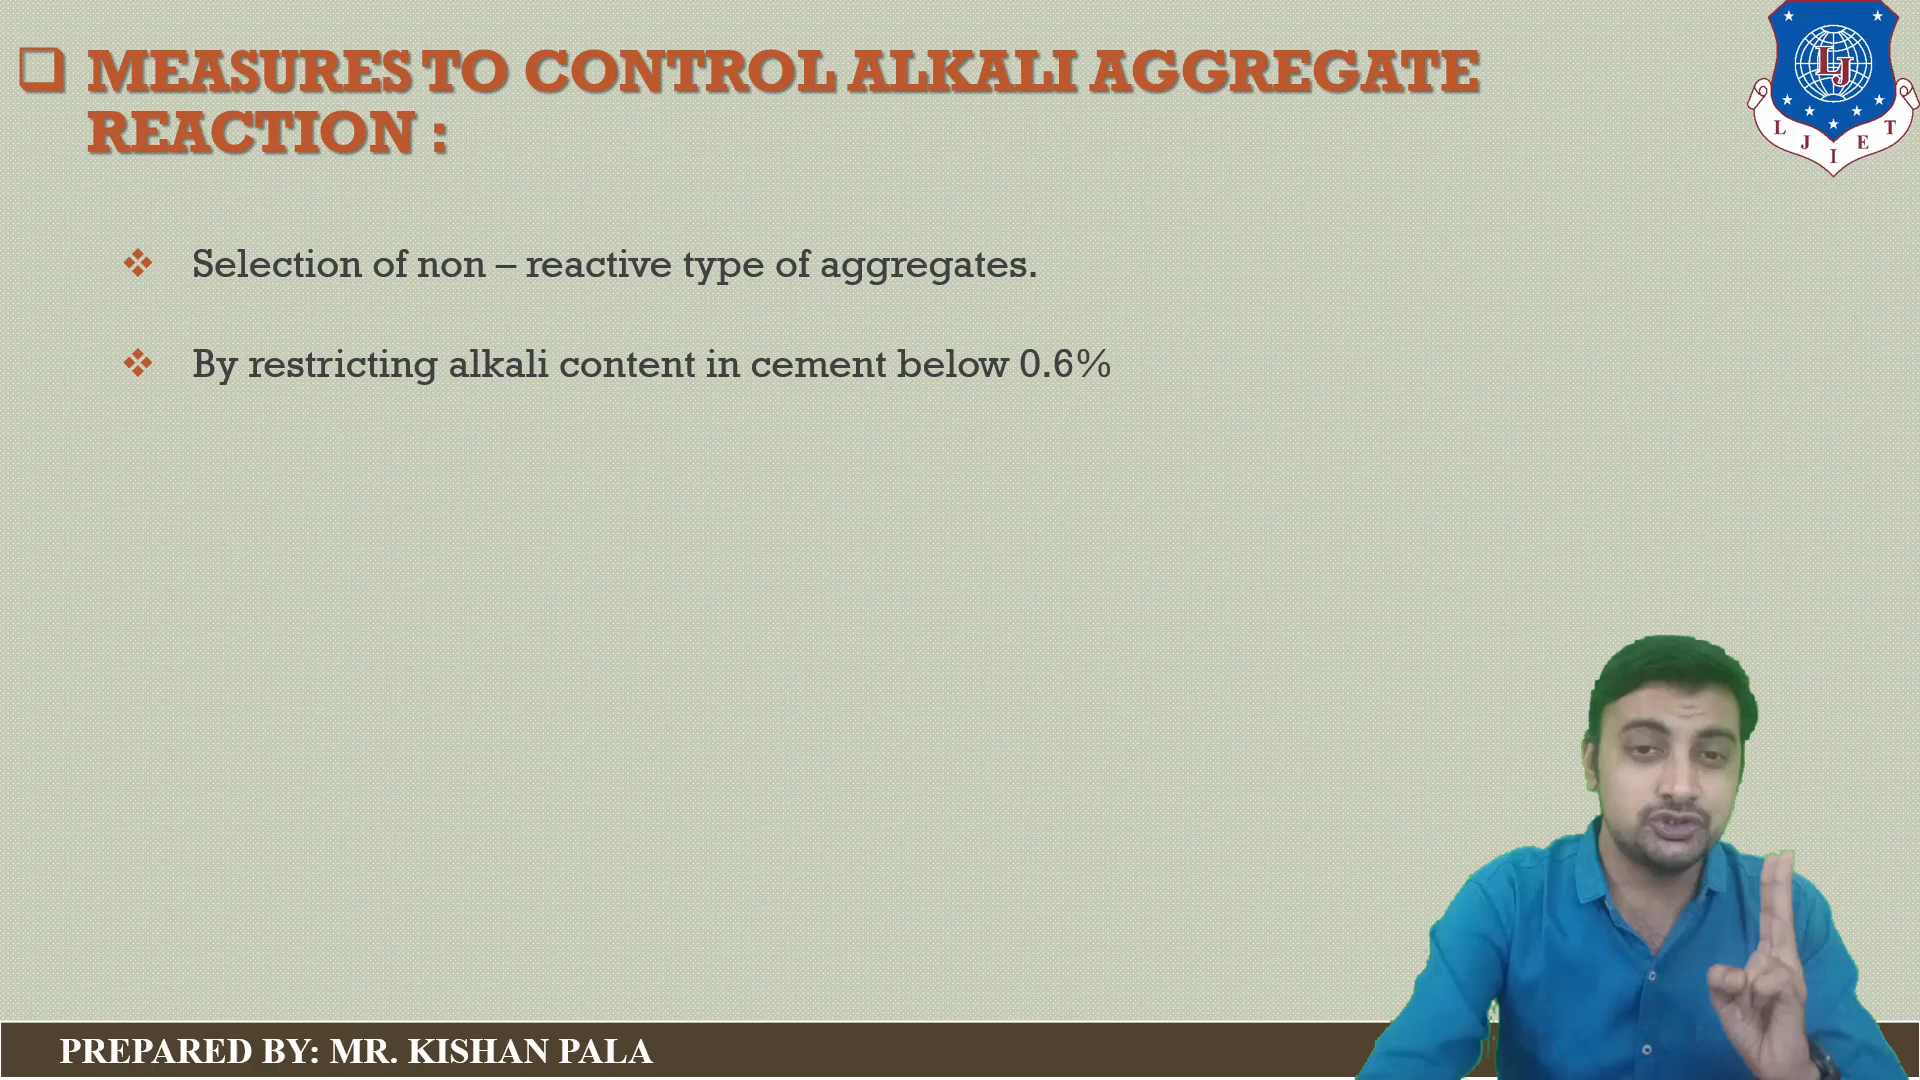 MEASURES TO CONTROL ALKALI AGGREGATE
REACTION :
LJ
L J I E T
Selection of non – reactive type of aggregates.
By restricting alkali content in cement below 0.6%
PREPARED BY: MR. KISHAN PALA